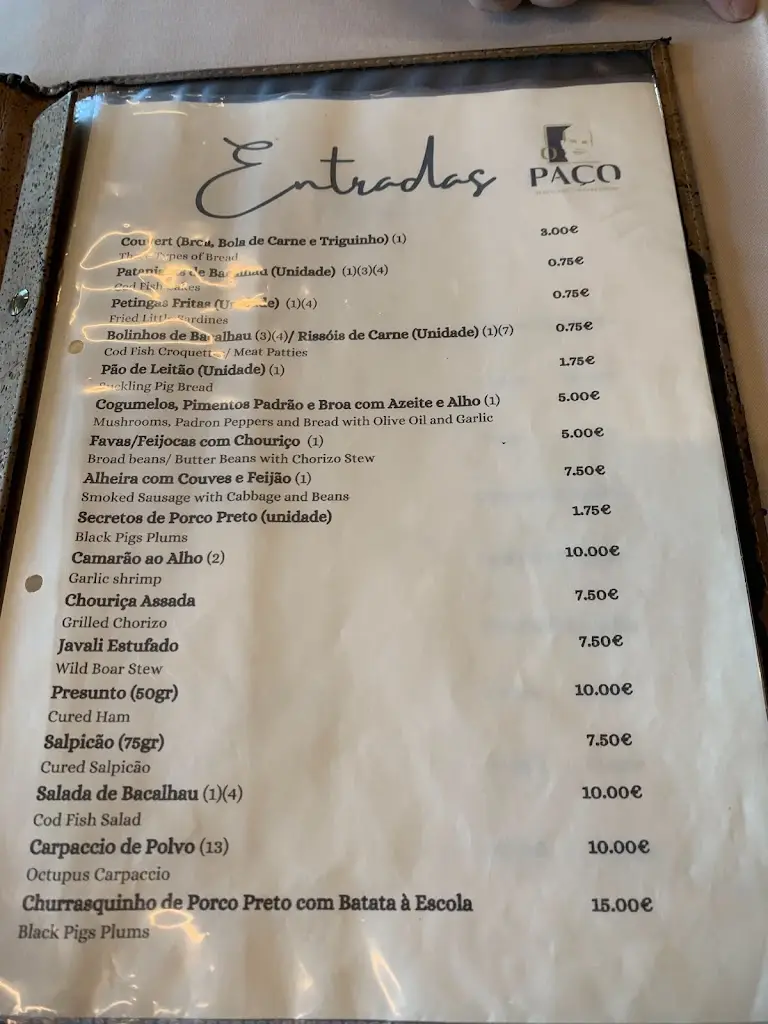 Entradas
PAÇO
Couvert (Broa, Bola de Carne e Triguinho) (1) 3.00€
Types of Bread
Pataniscas de Bacalhau (Unidade) (1)(3)(4) 0.75€
Cod Fish Cakes
Petingas Fritas (Unidade) (1)(4) 0.75€
Fried Little Sardines
Bolinhos de Bacalhau (3)(4)/ Rissóis de Carne (Unidade) (1)(7) 0.75€
Cod Fish Croquettes/ Meat Patties
Pão de Leitão (Unidade) (1) 1.75€
Suckling Pig Bread
Cogumelos, Pimentos Padrão e Broa com Azeite e Alho (1) 5.00€
Mushrooms, Padron Peppers and Bread with Olive Oil and Garlic
Favas/Feijocas com Chouriço (1) 5.00€
Broad beans/ Butter Beans with Chorizo Stew
Alheira com Couves e Feijão (1) 7.50€
Smoked Sausage with Cabbage and Beans
Secretos de Porco Preto (unidade) 1.75€
Black Pigs Plums
Camarão ao Alho (2) 10.00€
Garlic shrimp
Chouriça Assada 7.50€
Grilled Chorizo
Javali Estufado 7.50€
Wild Boar Stew
Presunto (50gr) 10.00€
Cured Ham
Salpicão (75gr) 7.50€
Cured Salpicão
Salada de Bacalhau (1)(4) 10.00€
Cod Fish Salad
Carpaccio de Polvo (13) 10.00€
Octupus Carpaccio
Churrasquinho de Porco Preto com Batata à Escola 15.00€
Black Pigs Plums